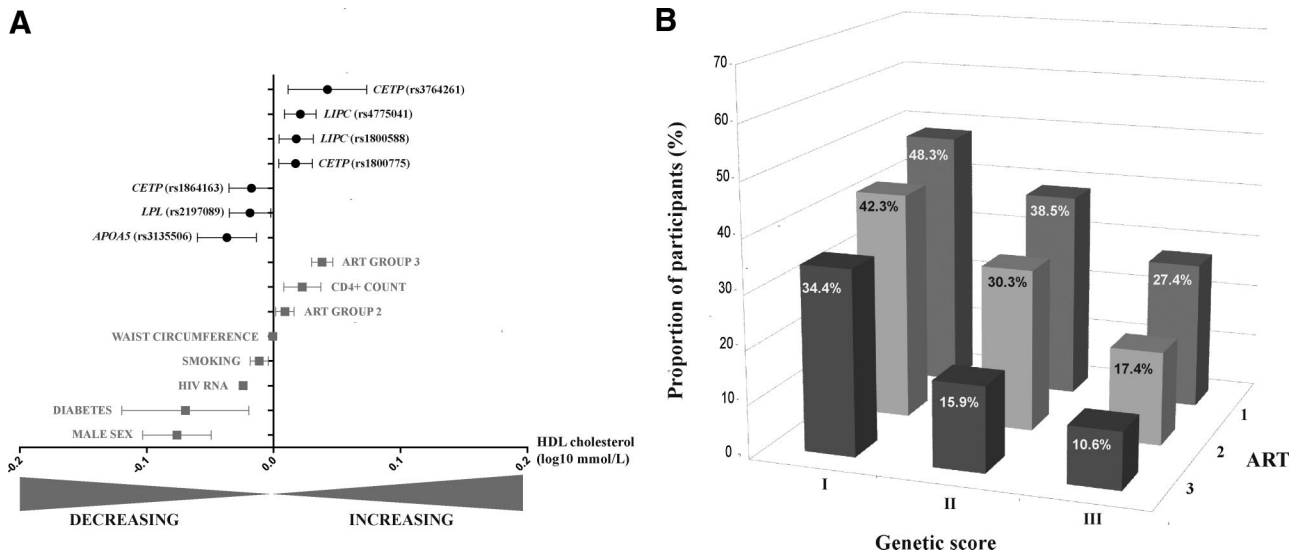 A
CETP (rs3764261)
LIPC (rs4775041)
LIPC (rs1800588)
CETP (rs1800775)
CETP (rs1864163)
LPL (rs2197089)
APOA5 (rs3135506)
ART GROUP 3
CD4+ COUNT
ART GROUP 2
WAIST CIRCUMFERENCE
SMOKING
HIV RNA
DIABETES
MALE SEX
HDL cholesterol
(log10 mmol/L)
-0.2
-0.1
0.0
0.1
0.2
DECREASING
INCREASING
B
Proportion of participants (%)
70
60
50
40
30
20
10
0
48.3%
42.3%
38.5%
34.4%
30.3%
27.4%
17.4%
15.9%
10.6%
1
2
3
ART
I
II
III
Genetic score